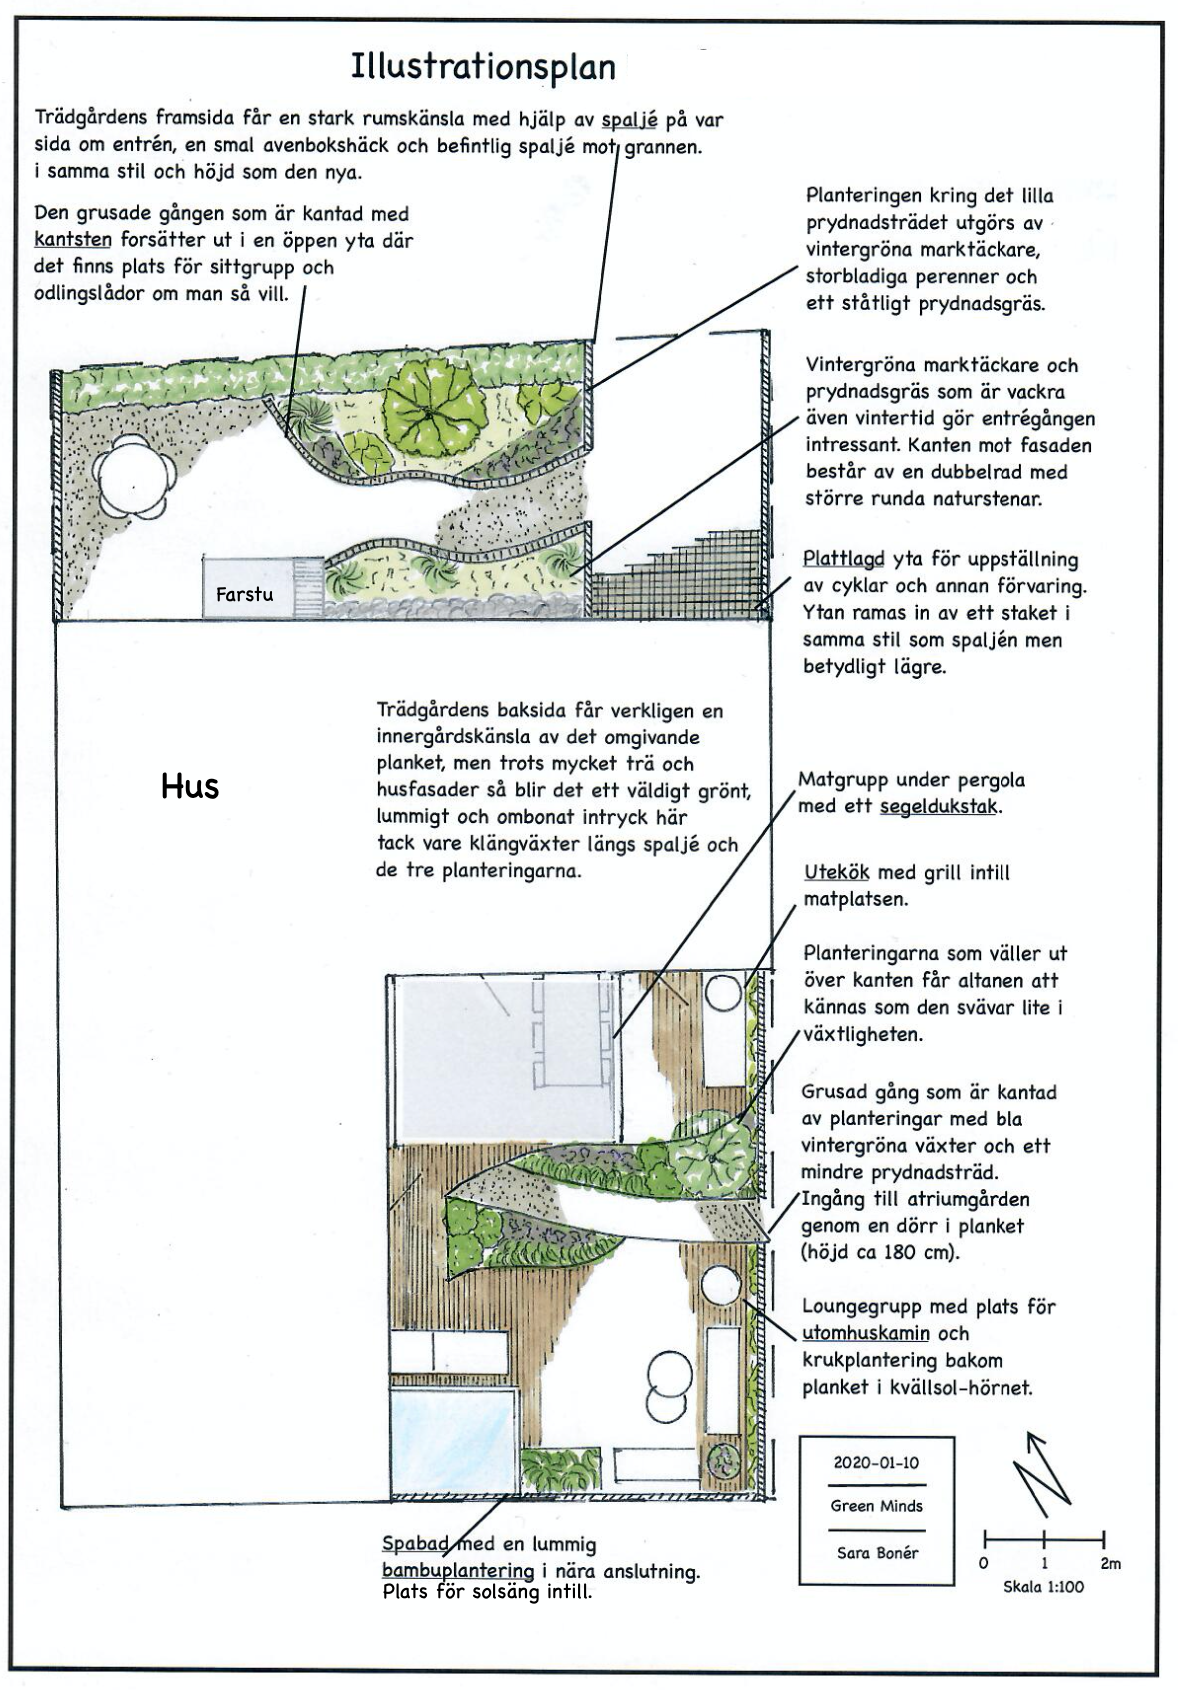 Illustrationsplan
Trädgårdens framsida får en stark rumskänsla med hjälp av spaljé på var
sida om entrén, en smal avenbokshäck och befintlig spaljé mot grannen.
i samma stil och höjd som den nya.
Den grusade gången som är kantad med
kantsten forsätter ut i en öppen yta där
det finns plats för sittgrupp och
odlingslådor om man så vill.
Planteringen kring det lilla
prydnadsträdet utgörs av
vintergröna marktäckare,
storbladiga perenner och
ett ståtligt prydnadsgräs.
Vintergröna marktäckare och
prydnadsgräs som är vackra
även vintertid gör entrégången
intressant. Kanten mot fasaden
består av en dubbelrad med
större runda naturstenar.
Plattlagd yta för uppställning
av cyklar och annan förvaring.
Ytan ramas in av ett staket i
samma stil som spaljén men
betydligt lägre.
Farstu
Hus
Trädgårdens baksida får verkligen en
innergårdskänsla av det omgivande
planket, men trots mycket trä och
husfasader så blir det ett väldigt grönt,
lummigt och ombonat intryck här
tack vare klängväxter längs spaljé och
de tre planteringarna.
Matgrupp under pergola
med ett segeldukstak.
Utekök med grill intill
matplatsen.
Planteringarna som väller ut
över kanten får altanen att
kännas som den svävar lite i
växtligheten.
Grusad gång som är kantad
av planteringar med bla
vintergröna växter och ett
mindre prydnadsträd.
Ingång till atriumgården
genom en dörr i planket
(höjd ca 180 cm).
Loungegrupp med plats för
utomhuskamin och
krukplantering bakom
planket i kvällsol-hörnet.
Spabad med en lummig
bambuplantering i nära anslutning.
Plats för solsäng intill.
2020-01-10
Green Minds
Sara Bonér
0 1 2m
Skala 1:100